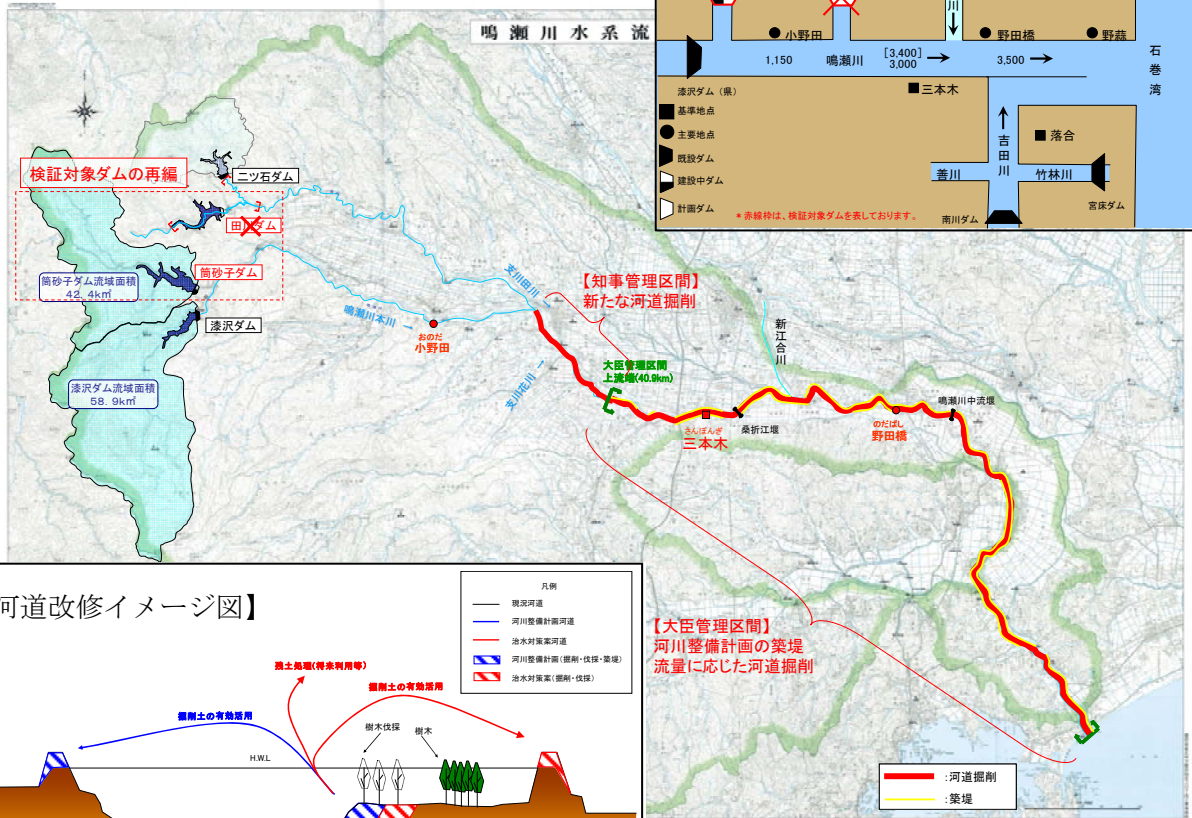 鳴瀬川水系流
川
小野田
野田橋
野蒜
石巻湾
1,150
鳴瀬川
[3,400]
3,000
3,500
漆沢ダム（県）
三本木
基準地点
主要地点
既設ダム
建設中ダム
計画ダム
吉田川
落合
善川
竹林川
宮床ダム
南川ダム
＊赤線枠は、検証対象ダムを表しております。
検証対象ダムの再編
二ツ石ダム
田川ダム
筒砂子ダム
筒砂子ダム流域面積
42. 4k㎡
漆沢ダム
漆沢ダム流域面積
58. 9k㎡
支川田川
鳴瀬川本川
おのだ
小野田
支川花川
【知事管理区間】
新たな河道掘削
大臣管理区間
上流端(40.9km)
新江合川
さんぼんぎ
三本木
桑折江堰
のだばし
野田橋
鳴瀬川中流堰
【大臣管理区間】
河川整備計画の築堤
流量に応じた河道掘削
:河道掘削
:築堤
河道改修イメージ図】
凡例
現況河道
河川整備計画河道
治水対策案河道
河川整備計画(掘削・伐採・築堤)
治水対策案(掘削・伐採)
残土処理(将来利用等)
掘削土の有効活用
掘削土の有効活用
樹木伐採
樹木
H.W.L